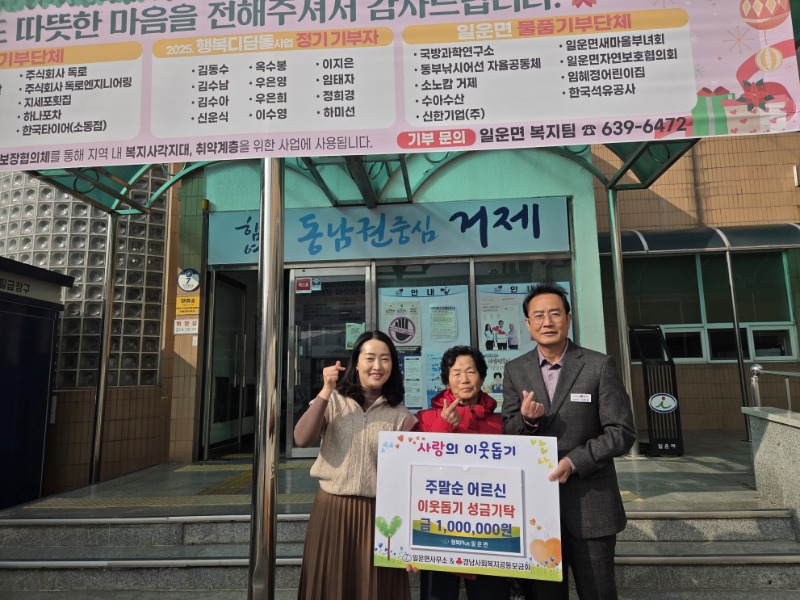 따뜻한 마음을 전해주셔서 감사드립니다.
기부단체
· 주식회사 독로
· 주식회사 독로엔지니어링
· 지세포횟집
· 하나포차
· 한국타이어(소동점)
2025. 행복디딤돌사업 정기 기부자
· 김동수 · 옥수봉 · 이지은
· 김수남 · 우은영 · 임태자
· 김수아 · 우은희 · 정희경
· 신운식 · 이수영 · 하미선
일운면 물품기부단체
· 국방과학연구소
· 동부낚시어선 자율공동체
· 소노캄 거제
· 수아수산
· 신한기업(주)
· 일운면새마을부녀회
· 일운면자연보호협의회
· 임혜정어린이집
· 한국석유공사
보장협의체를 통해 지역 내 복지사각지대, 취약계층을 위한 사업에 사용됩니다.
기부 문의 일운면 복지팀 ☎ 639-6472
동남권중심 거제
안 내
안 내
사랑의 이웃돕기
주말순 어르신
이웃돕기 성금기탁
금 1,000,000원
행복Plus 일운면
일운면사무소 & 경남사회복지공동모금회